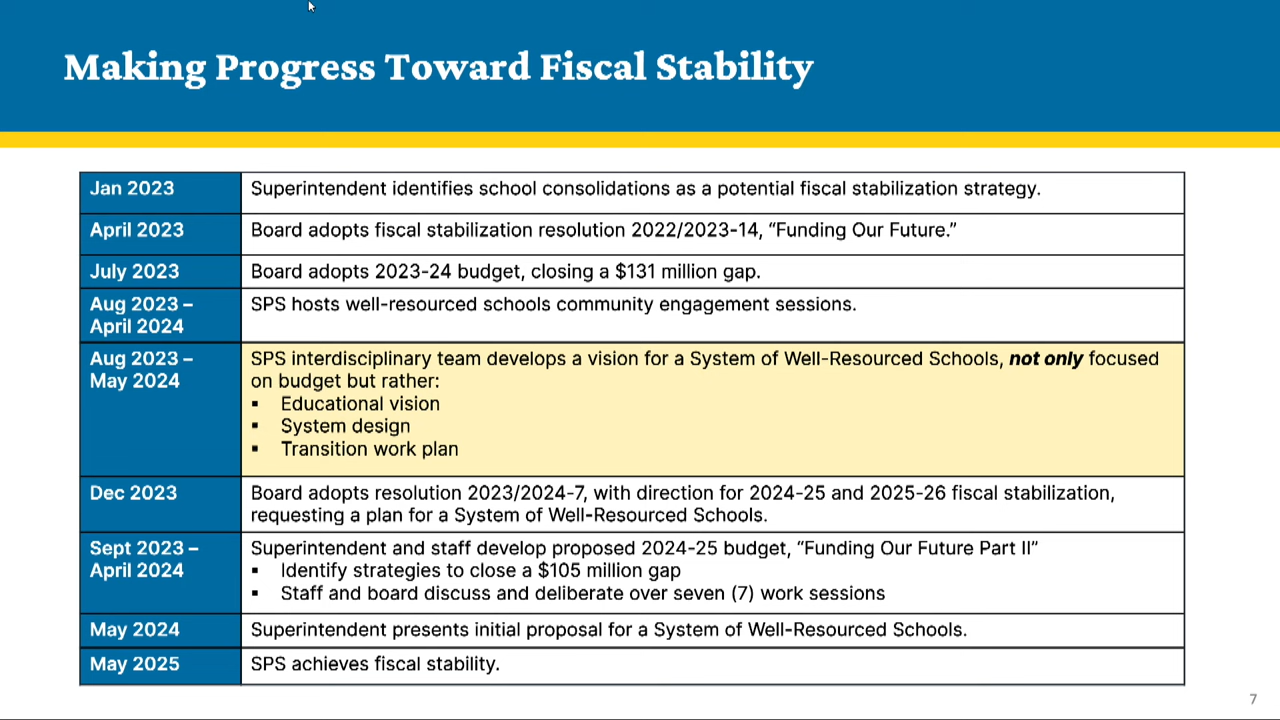 Making Progress Toward Fiscal Stability
Jan 2023
Superintendent identifies school consolidations as a potential fiscal stabilization strategy.
April 2023
Board adopts fiscal stabilization resolution 2022/2023-14, “Funding Our Future.”
July 2023
Board adopts 2023-24 budget, closing a $131 million gap.
Aug 2023 –
April 2024
SPS hosts well-resourced schools community engagement sessions.
Aug 2023 –
May 2024
SPS interdisciplinary team develops a vision for a System of Well-Resourced Schools, not only focused
on budget but rather:
▪ Educational vision
▪ System design
▪ Transition work plan
Dec 2023
Board adopts resolution 2023/2024-7, with direction for 2024-25 and 2025-26 fiscal stabilization,
requesting a plan for a System of Well-Resourced Schools.
Sept 2023 –
April 2024
Superintendent and staff develop proposed 2024-25 budget, “Funding Our Future Part II”
▪ Identify strategies to close a $105 million gap
▪ Staff and board discuss and deliberate over seven (7) work sessions
May 2024
Superintendent presents initial proposal for a System of Well-Resourced Schools.
May 2025
SPS achieves fiscal stability.
7